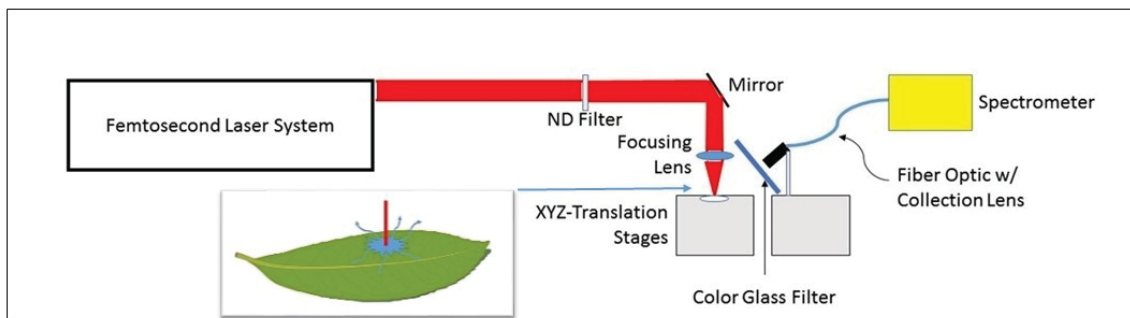 Femtosecond Laser System
ND Filter
Mirror
Focusing
Lens
XYZ-Translation
Stages
Color Glass Filter
Spectrometer
Fiber Optic w/
Collection Lens